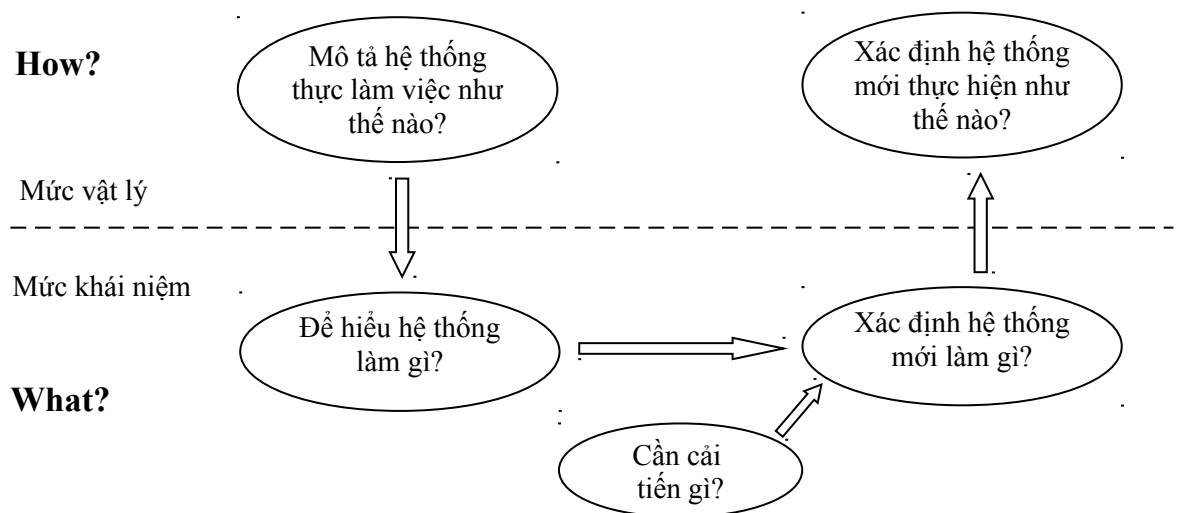 How?
Mô tả hệ thống
thực làm việc như
thế nào?
Xác định hệ thống
mới thực hiện như
thế nào?
Mức vật lý
Mức khái niệm
Để hiểu hệ thống
làm gì?
Xác định hệ thống
mới làm gì?
What?
Cần cải
tiến gì?